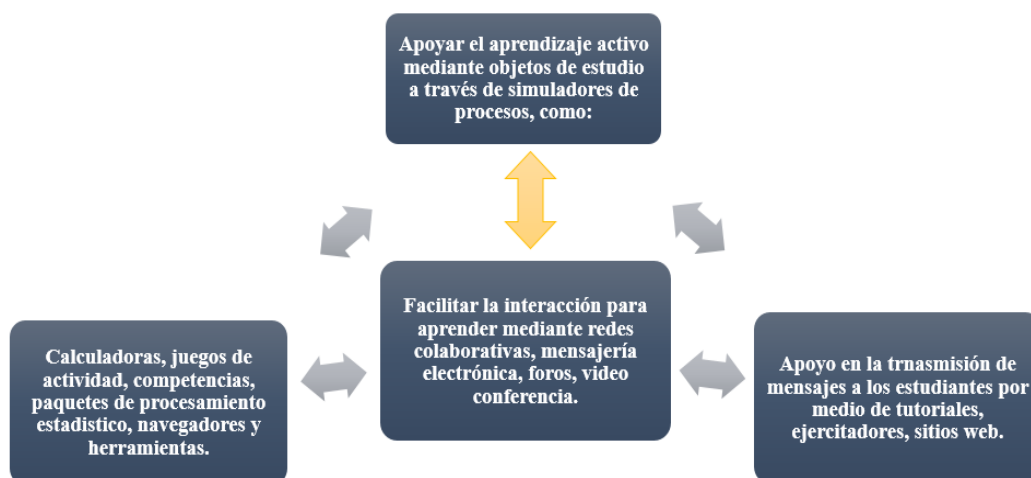 Apoyar el aprendizaje activo
mediante objetos de estudio
a través de simuladores de
procesos, como:
Facilitar la interacción para
aprender mediante redes
colaborativas, mensajería
electrónica, foros, video
conferencia.
Calculadoras, juegos de
actividad, competencias,
paquetes de procesamiento
estadistico, navegadores y
herramientas.
Apoyo en la trnasmisión de
mensajes a los estudiantes por
medio de tutoriales,
ejercitadores, sitios web.